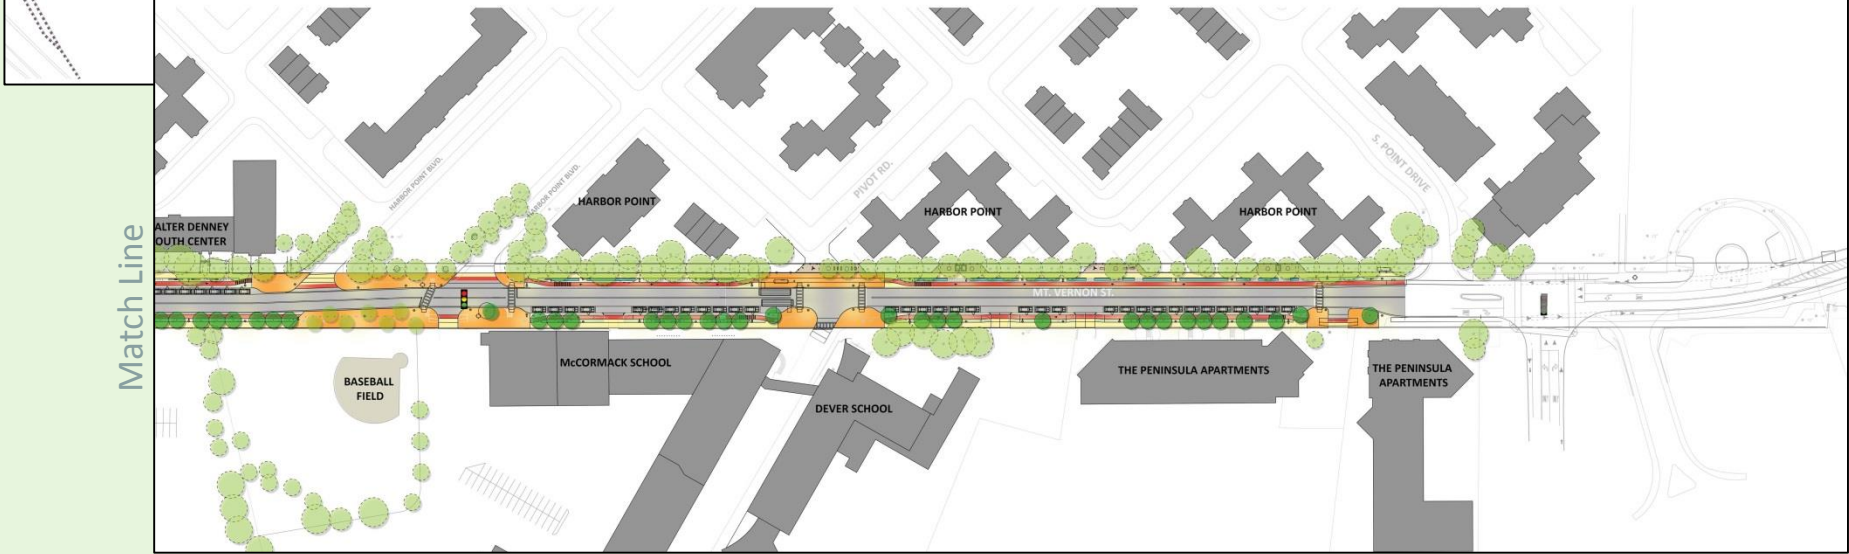 Match Line
ALTER DENNEY
OUTH CENTER
HARBOR POINT BLVD.
HARBOR POINT BLVD.
HARBOR POINT
PIVOT RD.
HARBOR POINT
HARBOR POINT
S. POINT DRIVE
MT. VERNON ST.
BASEBALL
FIELD
McCORMACK SCHOOL
DEVER SCHOOL
THE PENINSULA APARTMENTS
THE PENINSULA
APARTMENTS